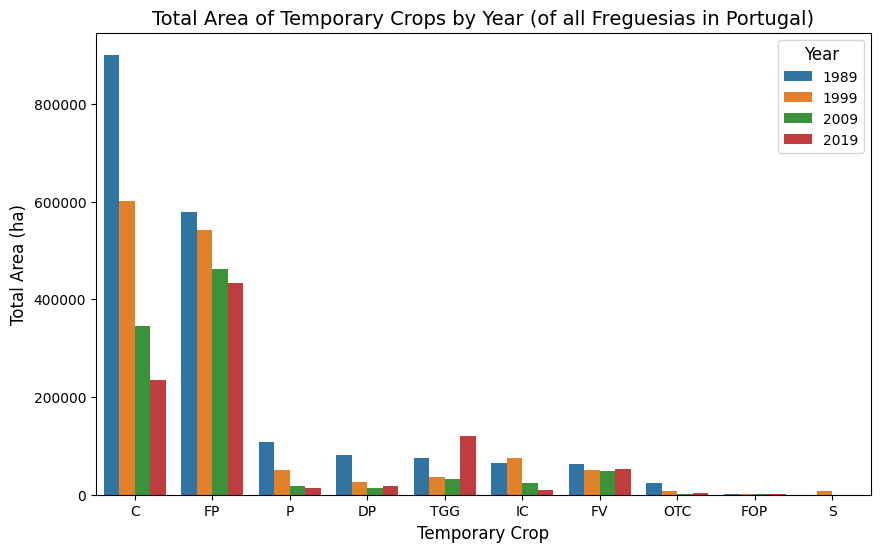 Total Area of Temporary Crops by Year (of all Freguesias in Portugal)
Year
1989
1999
2009
2019
Total Area (ha)
800000
600000
400000
200000
0
C FP P DP TGG IC FV OTC FOP S
Temporary Crop